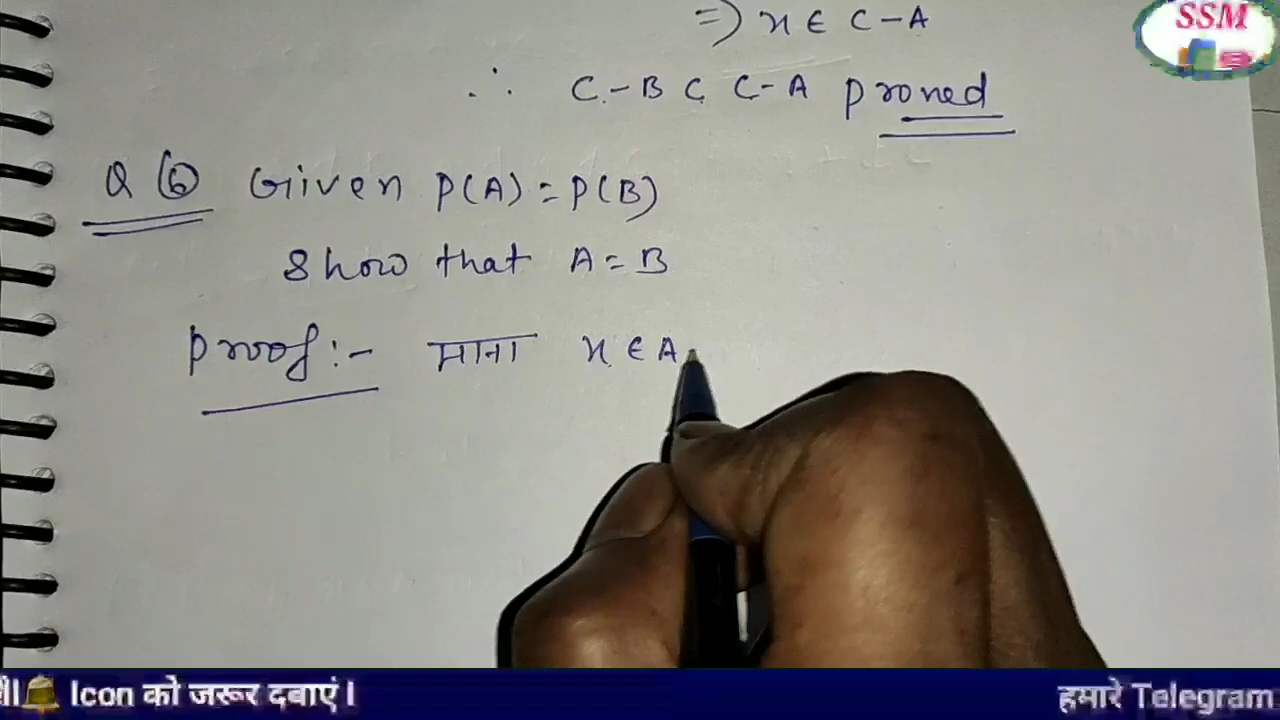 SSM
=) x ∈ C-A
∴ C-B ⊂ C-A proved
Q (6) Given P(A) = P(B)
Show that A = B
Proof:- माना x ∈ A
Icon को जरूर दबाएं । हमारे Telegram